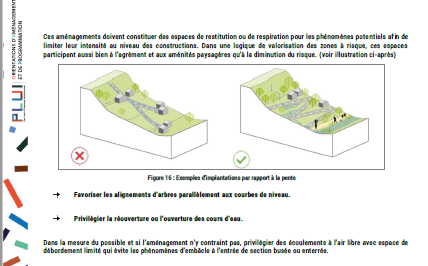 PLUi ORIENTATIONS D'AMÉNAGEMENT
ET DE PROGRAMMATION
Ces aménagements doivent constituer des espaces de restitution ou de respiration pour les phénomènes potentiels afin de
limiter leur intensité au niveau des constructions. Dans une logique de valorisation des zones à risque, ces espaces
participent aussi bien à l'agrément et aux aménités paysagères qu'à la diminution du risque. (voir illustration ci-après)
Figure 16 : Exemples d'implantations par rapport à la pente
→ Favoriser les alignements d'arbres parallèlement aux courbes de niveau.
→ Privilégier la réouverture ou l'ouverture des cours d'eau.
Dans la mesure du possible et si l'aménagement n'y contraint pas, privilégier des écoulements à l'air libre avec espace de
débordement limité qui évite les phénomènes d'embâcle à l'entrée de section busée ou enterrée.